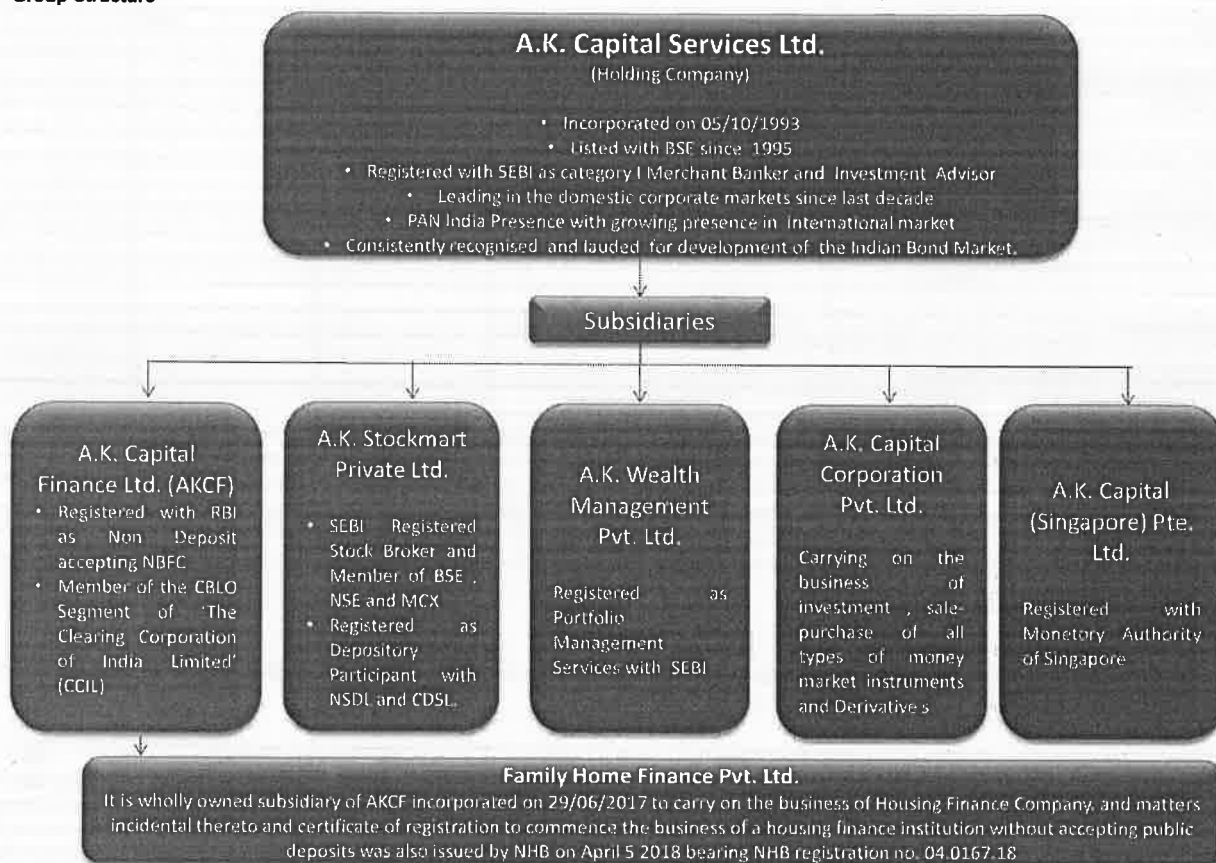 Group Structure
A.K. Capital Services Ltd.
(Holding Company)
• Incorporated on 05/10/1993
• Listed with BSE since 1995
• Registered with SEBI as category I Merchant Banker and Investment Advisor
• Leading in the domestic corporate markets since last decade
• PAN India Presence with growing presence in International market
• Consistently recognised and lauded for development of the Indian Bond Market.
Subsidiaries
A.K. Capital
Finance Ltd. (AKCF)
• Registered with RBI
as Non Deposit
accepting NBFC
• Member of the CBLO
Segment of 'The
Clearing Corporation
of India Limited'
(CCIL)
A.K. Stockmart
Private Ltd.
• SEBI Registered
Stock Broker and
Member of BSE ,
NSE and MCX
• Registered as
Depository
Participant with
NSDL and CDSL.
A.K. Wealth
Management
Pvt. Ltd.
Registered as
Portfolio
Management
Services with SEBI
A.K. Capital
Corporation
Pvt. Ltd.
Carrying on the
business of
investment , sale-
purchase of all
types of money
market instruments
and Derivative s
A.K. Capital
(Singapore) Pte.
Ltd.
Registered with
Monetory Authority
of Singapore
Family Home Finance Pvt. Ltd.
It is wholly owned subsidiary of AKCF incorporated on 29/06/2017 to carry on the business of Housing Finance Company, and matters
incidental thereto and certificate of registration to commence the business of a housing finance institution without accepting public
deposits was also issued by NHB on April 5 2018 bearing NHB registration no. 04.0167.18